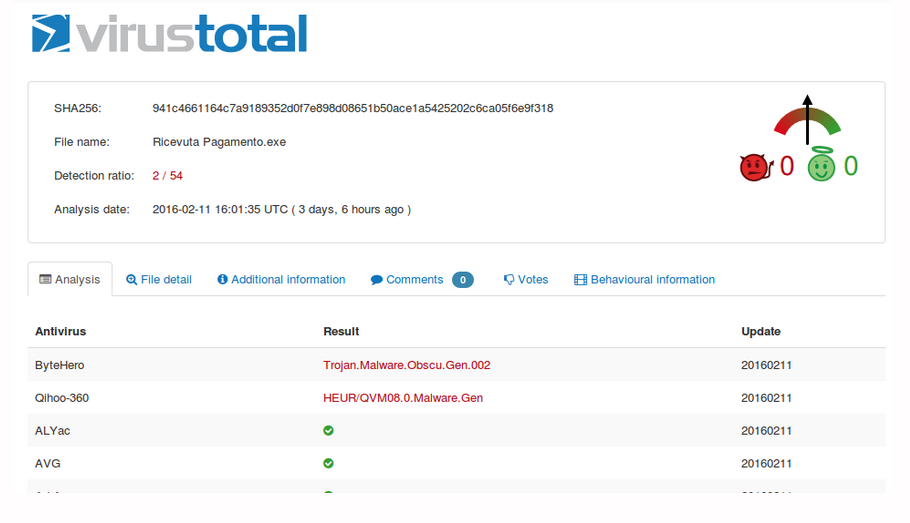 virustotal
SHA256: 941c4661164c7a9189352d0f7e898d08651b50ace1a5425202c6ca05f6e9f318
File name: Ricevuta Pagamento.exe
Detection ratio: 2 / 54
Analysis date: 2016-02-11 16:01:35 UTC ( 3 days, 6 hours ago )
0 0
Analysis File detail Additional information Comments 0 Votes Behavioural information
Antivirus Result Update
ByteHero Trojan.Malware.Obscu.Gen.002 20160211
Qihoo-360 HEUR/QVM08.0.Malware.Gen 20160211
ALYac 20160211
AVG 20160211